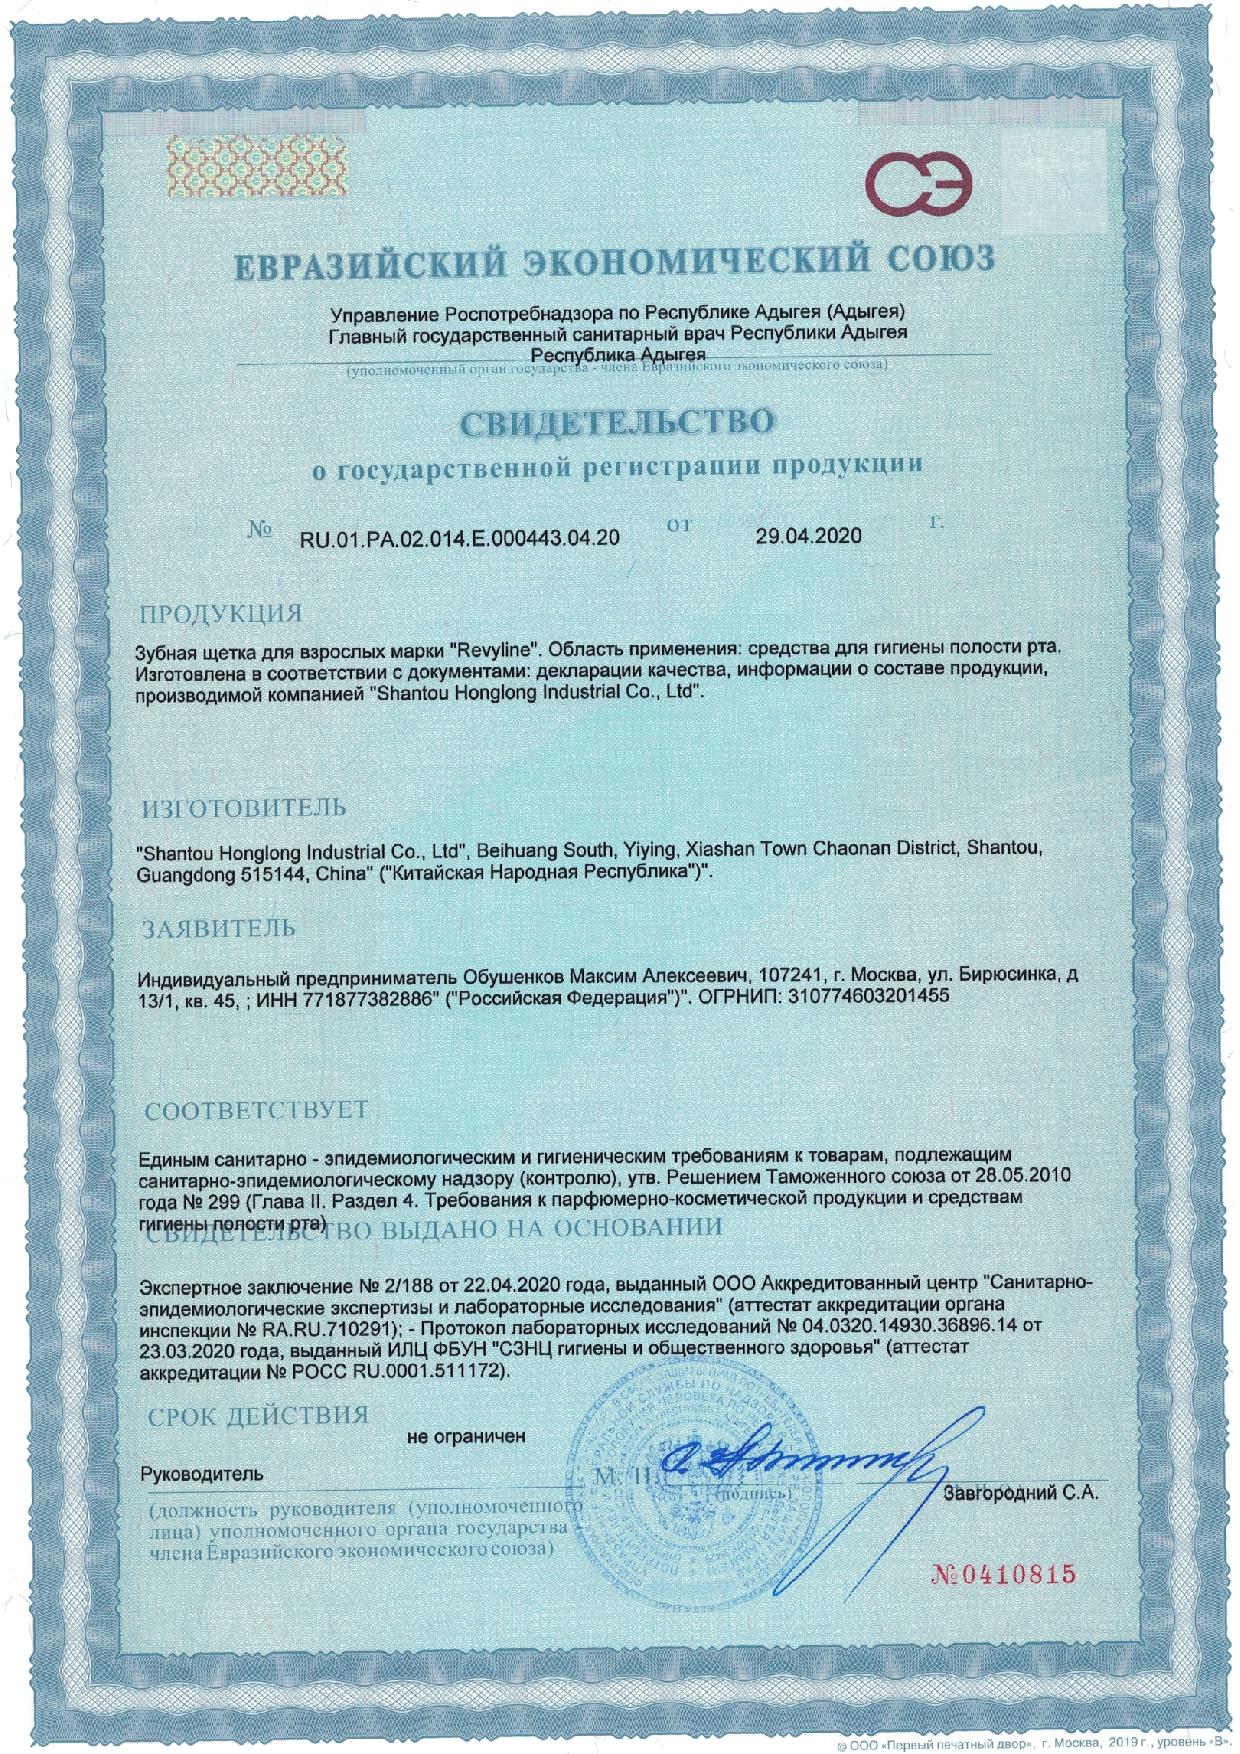 СЭ
ЕВРАЗИЙСКИЙ ЭКОНОМИЧЕСКИЙ СОЮЗ
Управление Роспотребнадзора по Республике Адыгея (Адыгея)
Главный государственный санитарный врач Республики Адыгея
Республика Адыгея
(уполномоченный орган государства - члена Евразийского экономического союза)
СВИДЕТЕЛЬСТВО
о государственной регистрации продукции
№ RU.01.РА.02.014.Е.000443.04.20 от 29.04.2020 г.
ПРОДУКЦИЯ
Зубная щетка для взрослых марки "Revyline". Область применения: средства для гигиены полости рта.
Изготовлена в соответствии с документами: декларации качества, информации о составе продукции,
производимой компанией "Shantou Honglong Industrial Co., Ltd".
ИЗГОТОВИТЕЛЬ
"Shantou Honglong Industrial Co., Ltd", Beihuang South, Yiying, Xiashan Town Chaonan District, Shantou,
Guangdong 515144, China" ("Китайская Народная Республика")".
ЗАЯВИТЕЛЬ
Индивидуальный предприниматель Обушенков Максим Алексеевич, 107241, г. Москва, ул. Бирюсинка, д
13/1, кв. 45, ; ИНН 771877382886" ("Российская Федерация")". ОГРНИП: 310774603201455
СООТВЕТСТВУЕТ
Единым санитарно - эпидемиологическим и гигиеническим требованиям к товарам, подлежащим
санитарно-эпидемиологическому надзору (контролю), утв. Решением Таможенного союза от 28.05.2010
года № 299 (Глава II. Раздел 4. Требования к парфюмерно-косметической продукции и средствам
гигиены полости рта)
СВИДЕТЕЛЬСТВО ВЫДАНО НА ОСНОВАНИИ
Экспертное заключение № 2/188 от 22.04.2020 года, выданный ООО Аккредитованный центр "Санитарно-
эпидемиологические экспертизы и лабораторные исследования" (аттестат аккредитации органа
инспекции № RA.RU.710291); - Протокол лабораторных исследований № 04.0320.14930.36896.14 от
23.03.2020 года, выданный ИЛЦ ФБУН "СЗНЦ гигиены и общественного здоровья" (аттестат
аккредитации № РОСС RU.0001.511172).
СРОК ДЕЙСТВИЯ
не ограничен
Руководитель
М. П.
(подпись)
Завгородний С.А.
(должность руководителя (уполномоченного
лица) уполномоченного органа государства -
члена Евразийского экономического союза)
№0410815
© ООО «Первый печатный двор», г. Москва, 2019 г., уровень «В».